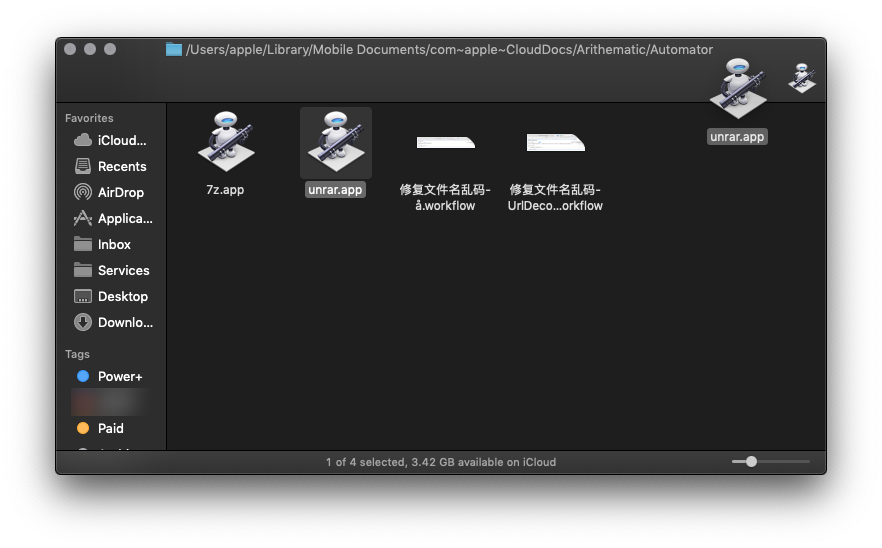 /Users/apple/Library/Mobile Documents/com~apple~CloudDocs/Arithematic/Automator
unrar.app
Favorites
iCloud...
Recents
AirDrop
Applica...
Inbox
Services
Desktop
Downlo...
Tags
Power+
Paid
7z.app
unrar.app
修复文件名乱码-
å.workflow
修复文件名乱码-
UrlDeco...orkflow
1 of 4 selected, 3.42 GB available on iCloud